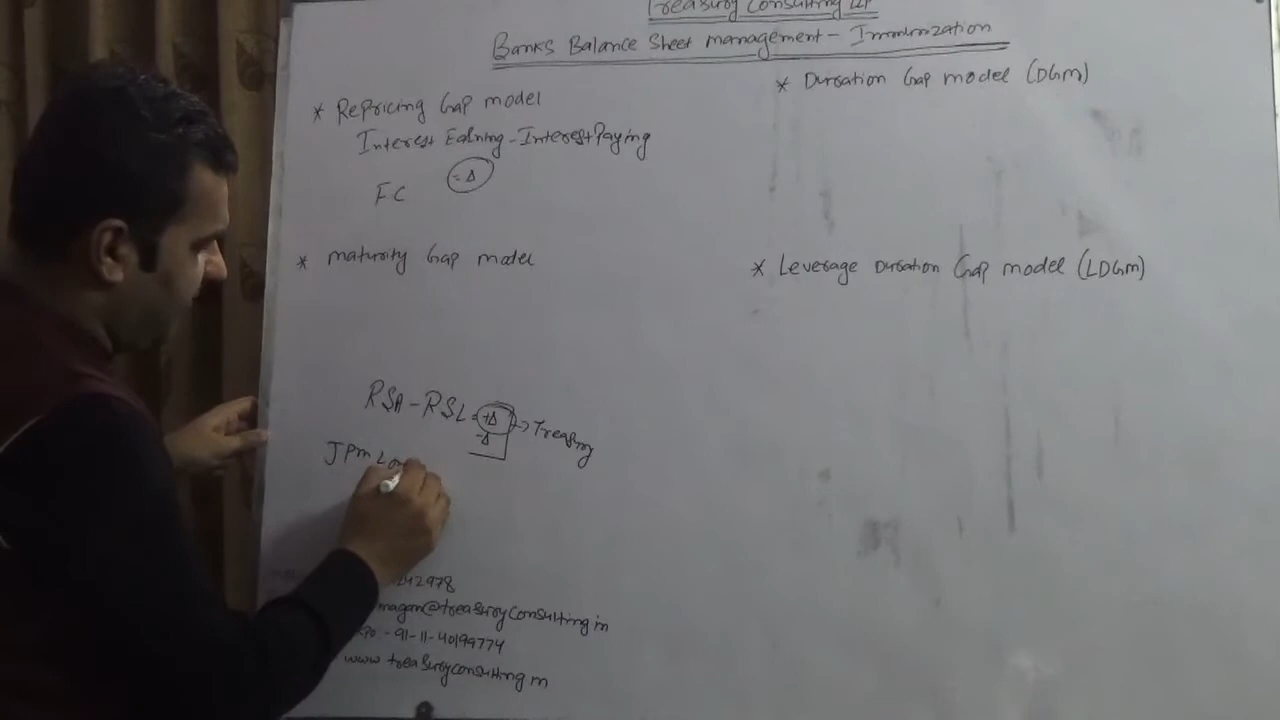 Treasury Consulting LLP
Banks Balance Sheet management - Immunization
* Repricing Gap model
Interest Earning - Interest Paying
= Δ
FC
* maturity Gap model
* Duration Gap model (DGM)
* Leverage Duration Gap model (LDGM)
RSA - RSL = +Δ -> Treasury
-Δ
JPM Lon
242978
magan@treasuryconsulting.in
- 91-11-40199774
www.treasuryconsulting.in